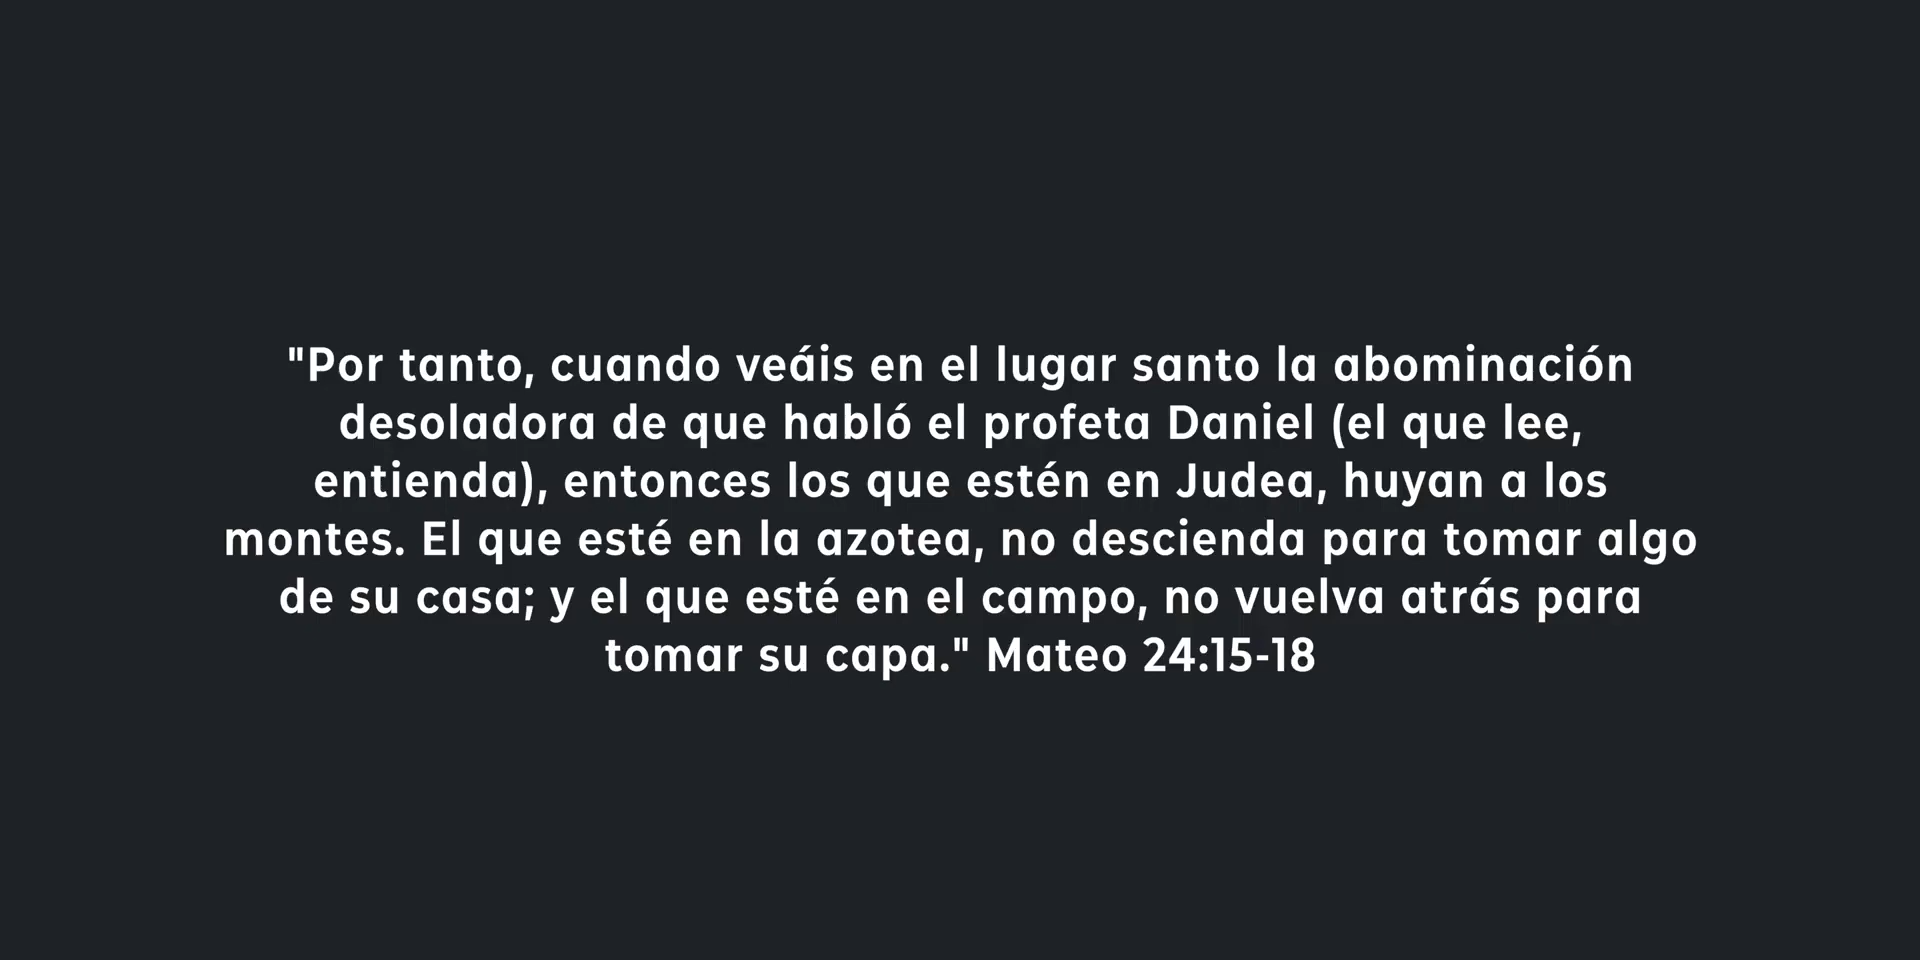 "Por tanto, cuando veáis en el lugar santo la abominación
desoladora de que habló el profeta Daniel (el que lee,
entienda), entonces los que estén en Judea, huyan a los
montes. El que esté en la azotea, no descienda para tomar algo
de su casa; y el que esté en el campo, no vuelva atrás para
tomar su capa." Mateo 24:15-18